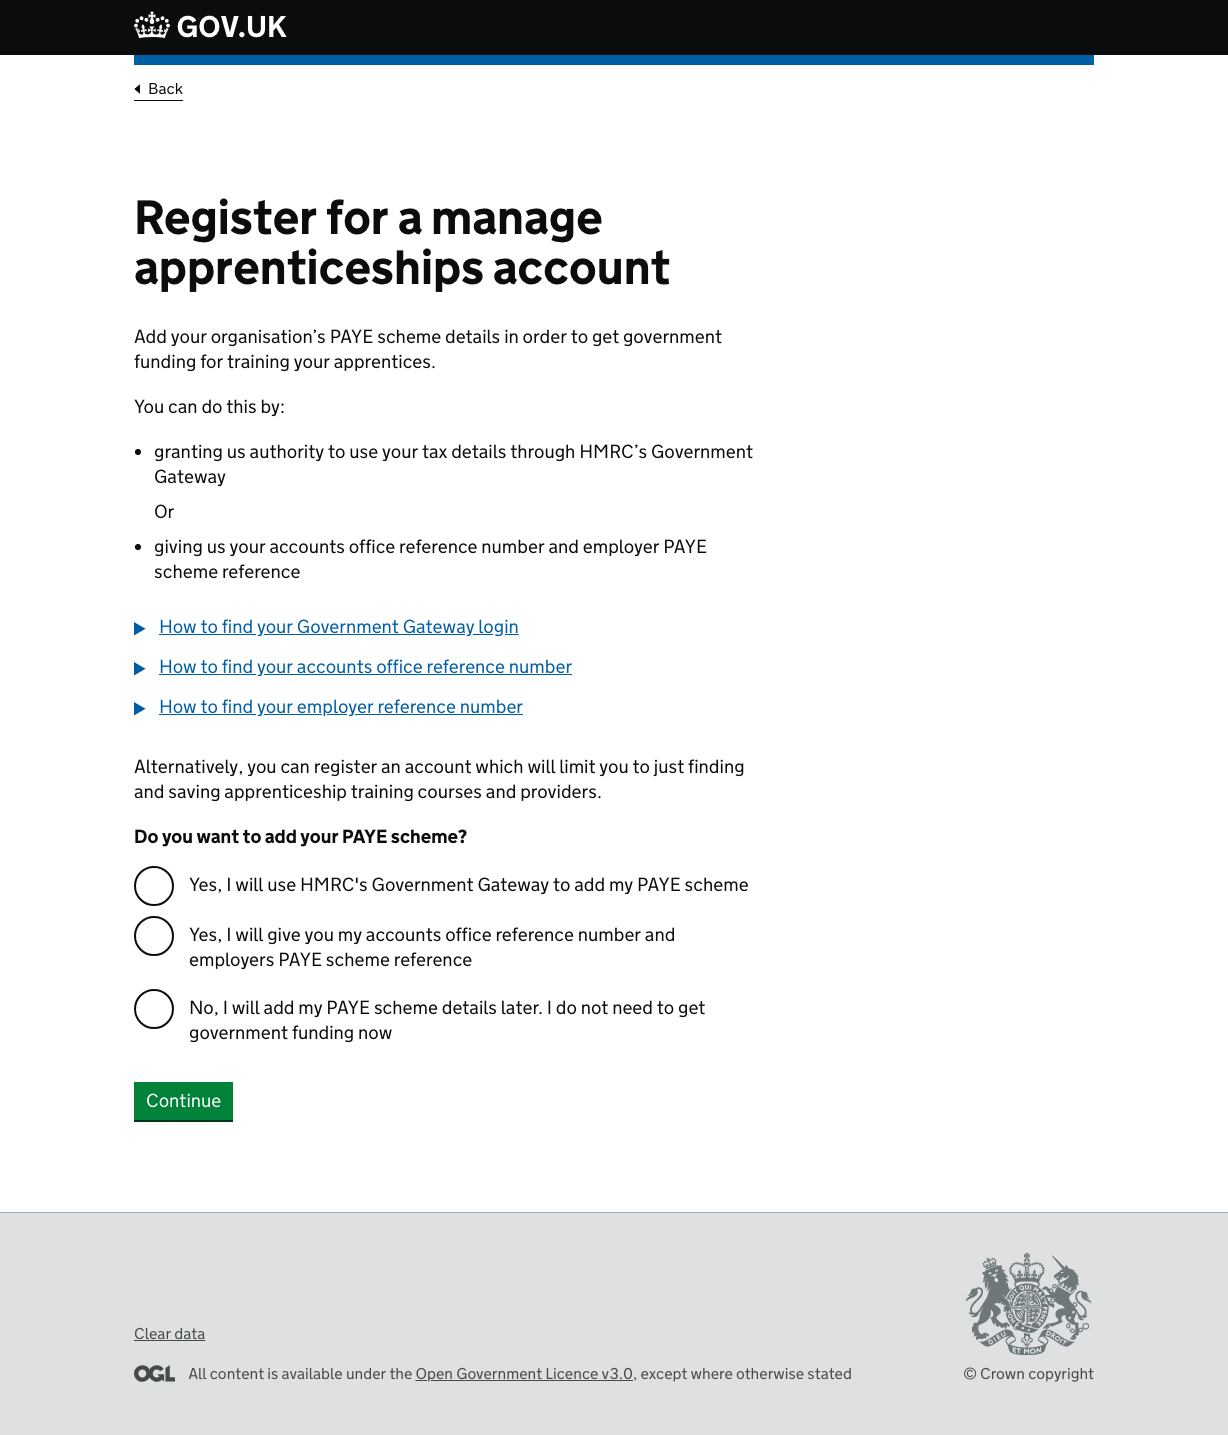 GOV.UK
Back
Register for a manage
apprenticeships account
Add your organisation’s PAYE scheme details in order to get government
funding for training your apprentices.
You can do this by:
granting us authority to use your tax details through HMRC’s Government
Gateway
Or
giving us your accounts office reference number and employer PAYE
scheme reference
How to find your Government Gateway login
How to find your accounts office reference number
How to find your employer reference number
Alternatively, you can register an account which will limit you to just finding
and saving apprenticeship training courses and providers.
Do you want to add your PAYE scheme?
Yes, I will use HMRC's Government Gateway to add my PAYE scheme
Yes, I will give you my accounts office reference number and
employers PAYE scheme reference
No, I will add my PAYE scheme details later. I do not need to get
government funding now
Continue
Clear data
OGL All content is available under the Open Government Licence v3.0, except where otherwise stated
DIEU ET MON DROIT
© Crown copyright